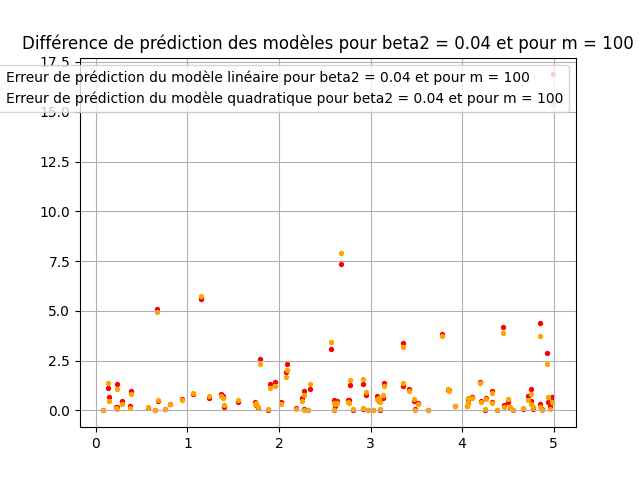 Différence de prédiction des modèles pour beta2 = 0.04 et pour m = 100
17.5
Erreur de prédiction du modèle linéaire pour beta2 = 0.04 et pour m = 100
Erreur de prédiction du modèle quadratique pour beta2 = 0.04 et pour m = 100
15.0
12.5
10.0
7.5
5.0
2.5
0.0
0 1 2 3 4 5